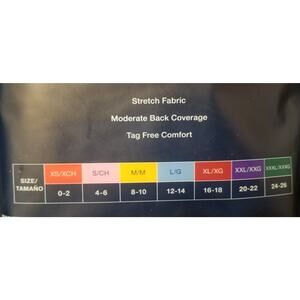 Stretch Fabric
Moderate Back Coverage
Tag Free Comfort
SIZE/ XS/XCH S/CH M/M L/G XL/XG XXL/XXG XXXL/XXXG
TAMAÑO 0-2 4-6 8-10 12-14 16-18 20-22 24-26